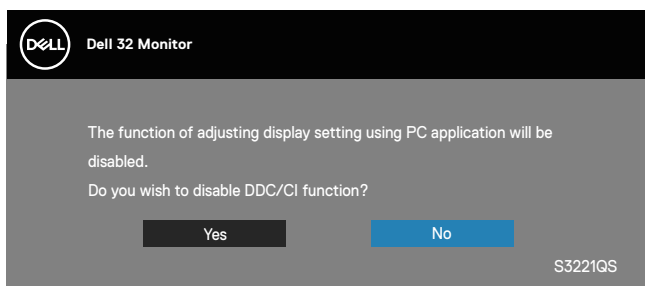 DELL
Dell 32 Monitor
The function of adjusting display setting using PC application will be
disabled.
Do you wish to disable DDC/CI function?
Yes
No
S3221QS